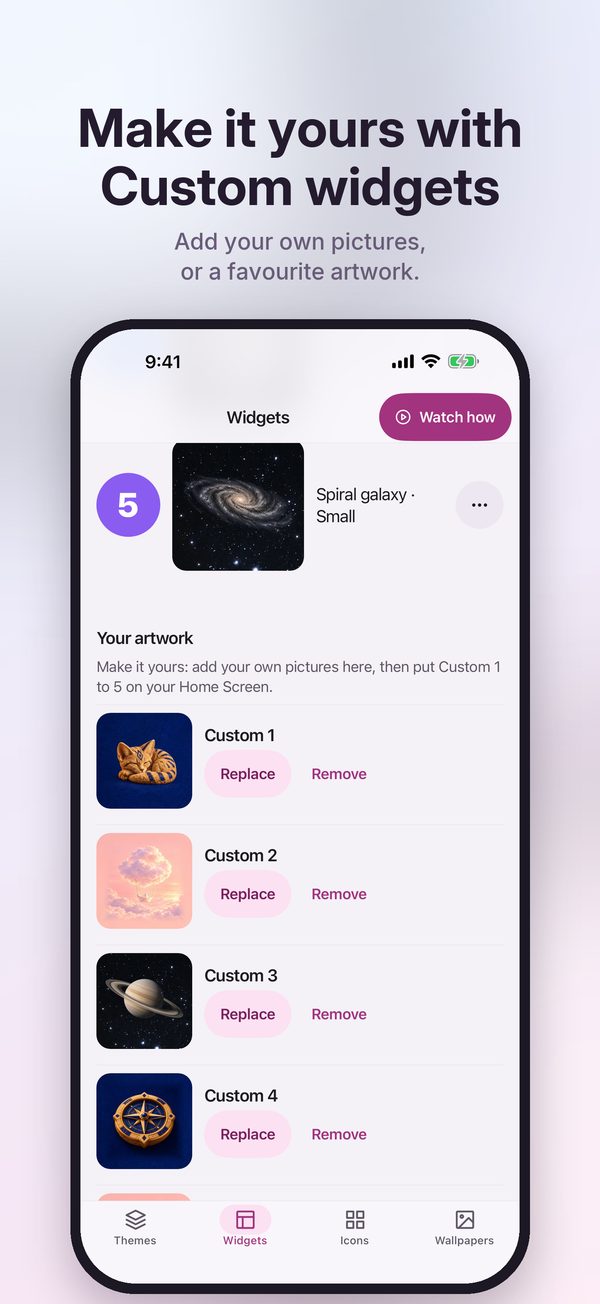 Make it yours with
Custom widgets
Add your own pictures,
or a favourite artwork.
9:41
Widgets
Watch how
5
Spiral galaxy ·
Small
Your artwork
Make it yours: add your own pictures here, then put Custom 1
to 5 on your Home Screen.
Custom 1
Replace
Remove
Custom 2
Replace
Remove
Custom 3
Replace
Remove
Custom 4
Replace
Remove
Themes
Widgets
Icons
Wallpapers